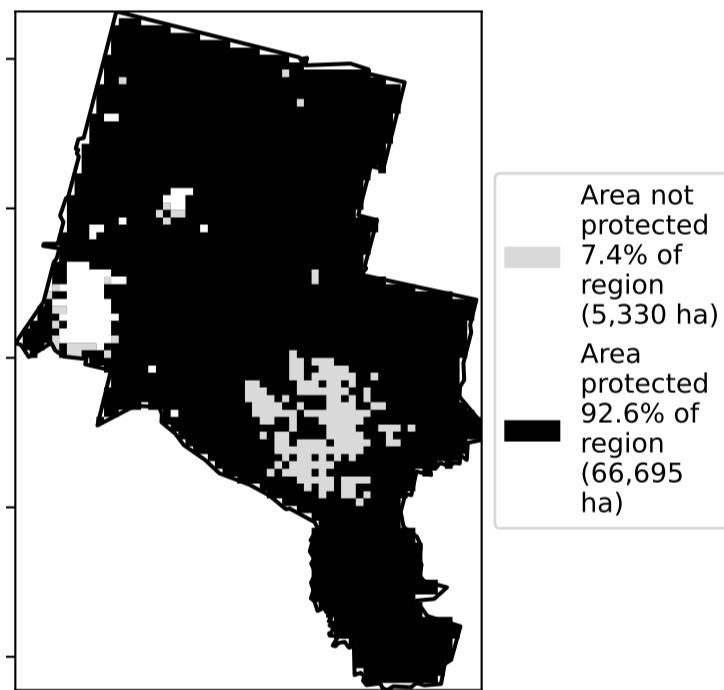 Area not
protected
7.4% of
region
(5,330 ha)
Area
protected
92.6% of
region
(66,695
ha)